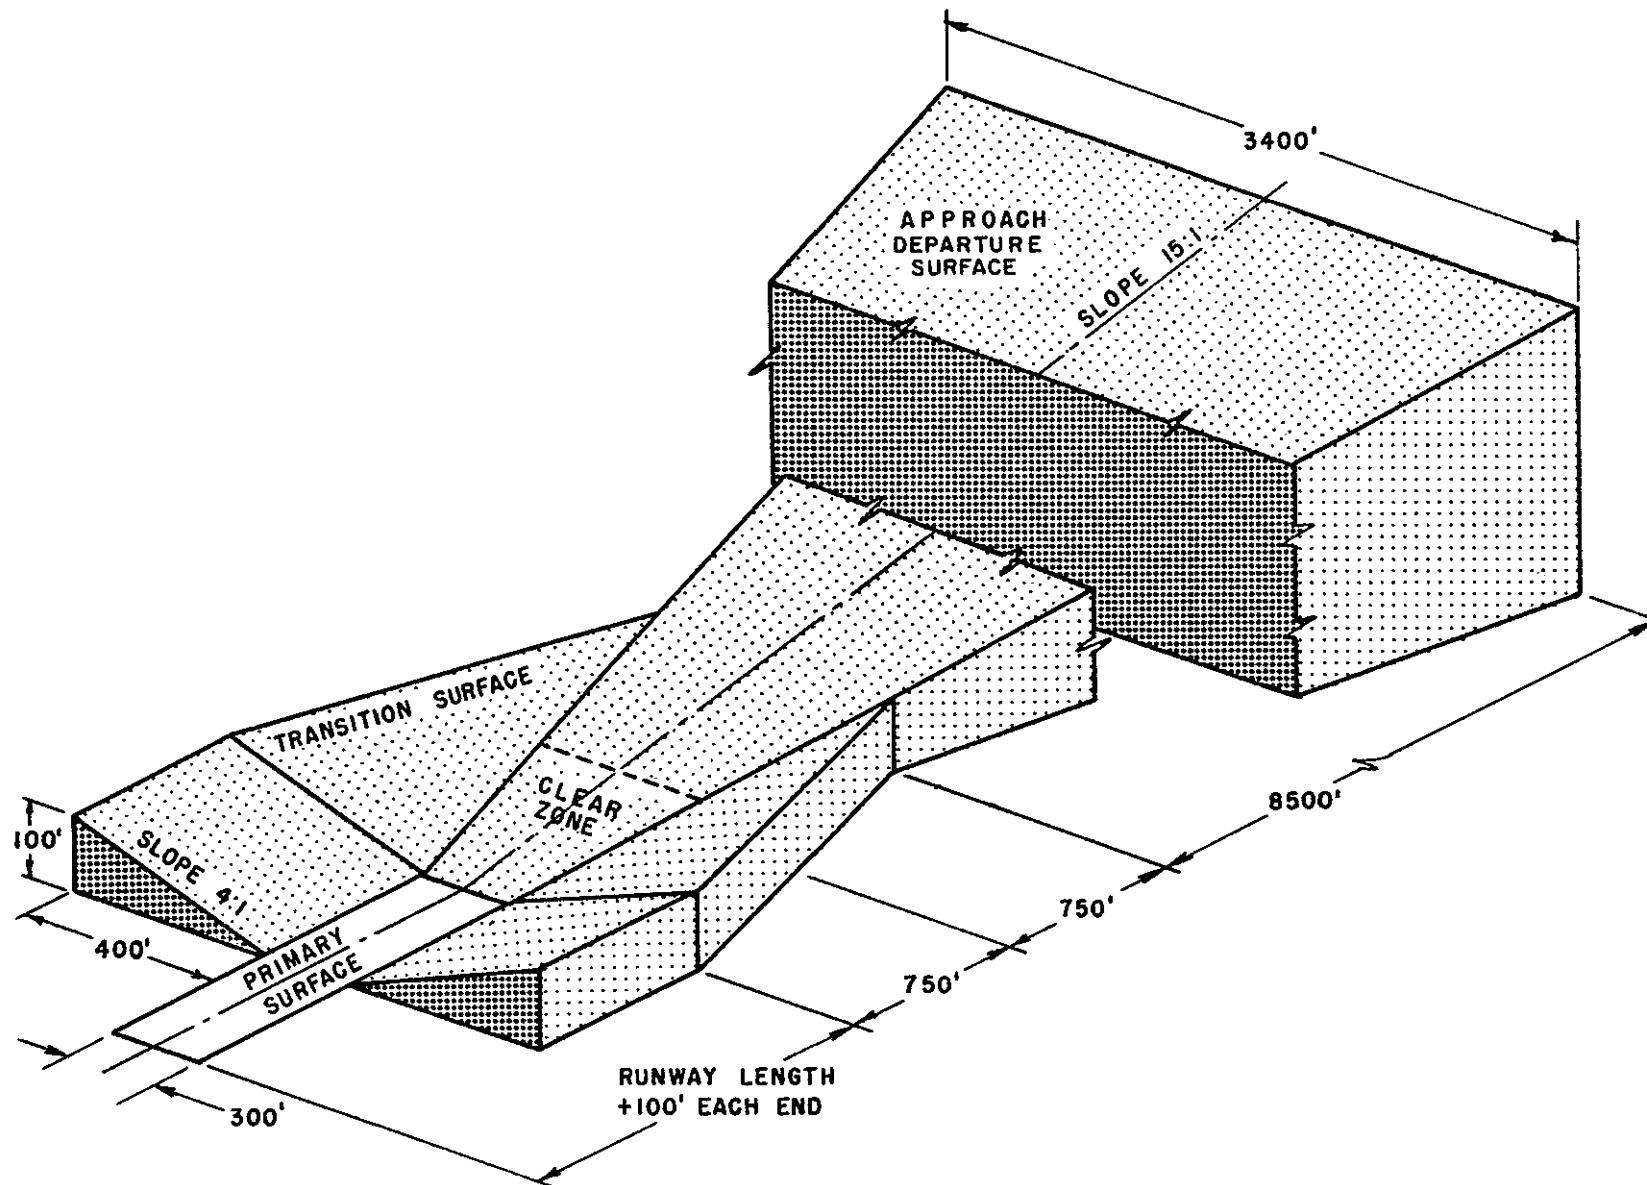 3400'
APPROACH
DEPARTURE
SURFACE
SLOPE 15:1
TRANSITION SURFACE
CLEAR
ZONE
100'
SLOPE 4:1
8500'
400'
PRIMARY
SURFACE
750'
750'
RUNWAY LENGTH
+100' EACH END
300'